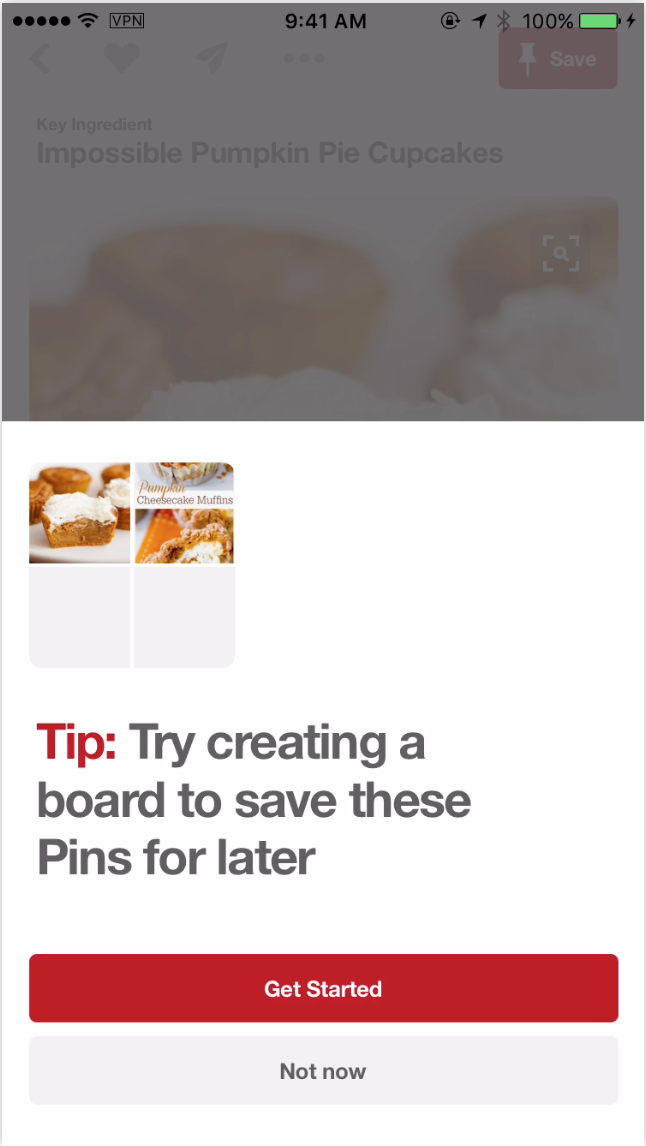 VPN 9:41 AM 100%
Save
Key Ingredient
Impossible Pumpkin Pie Cupcakes
Pumpkin
Cheesecake Muffins
Tip: Try creating a
board to save these
Pins for later
Get Started
Not now